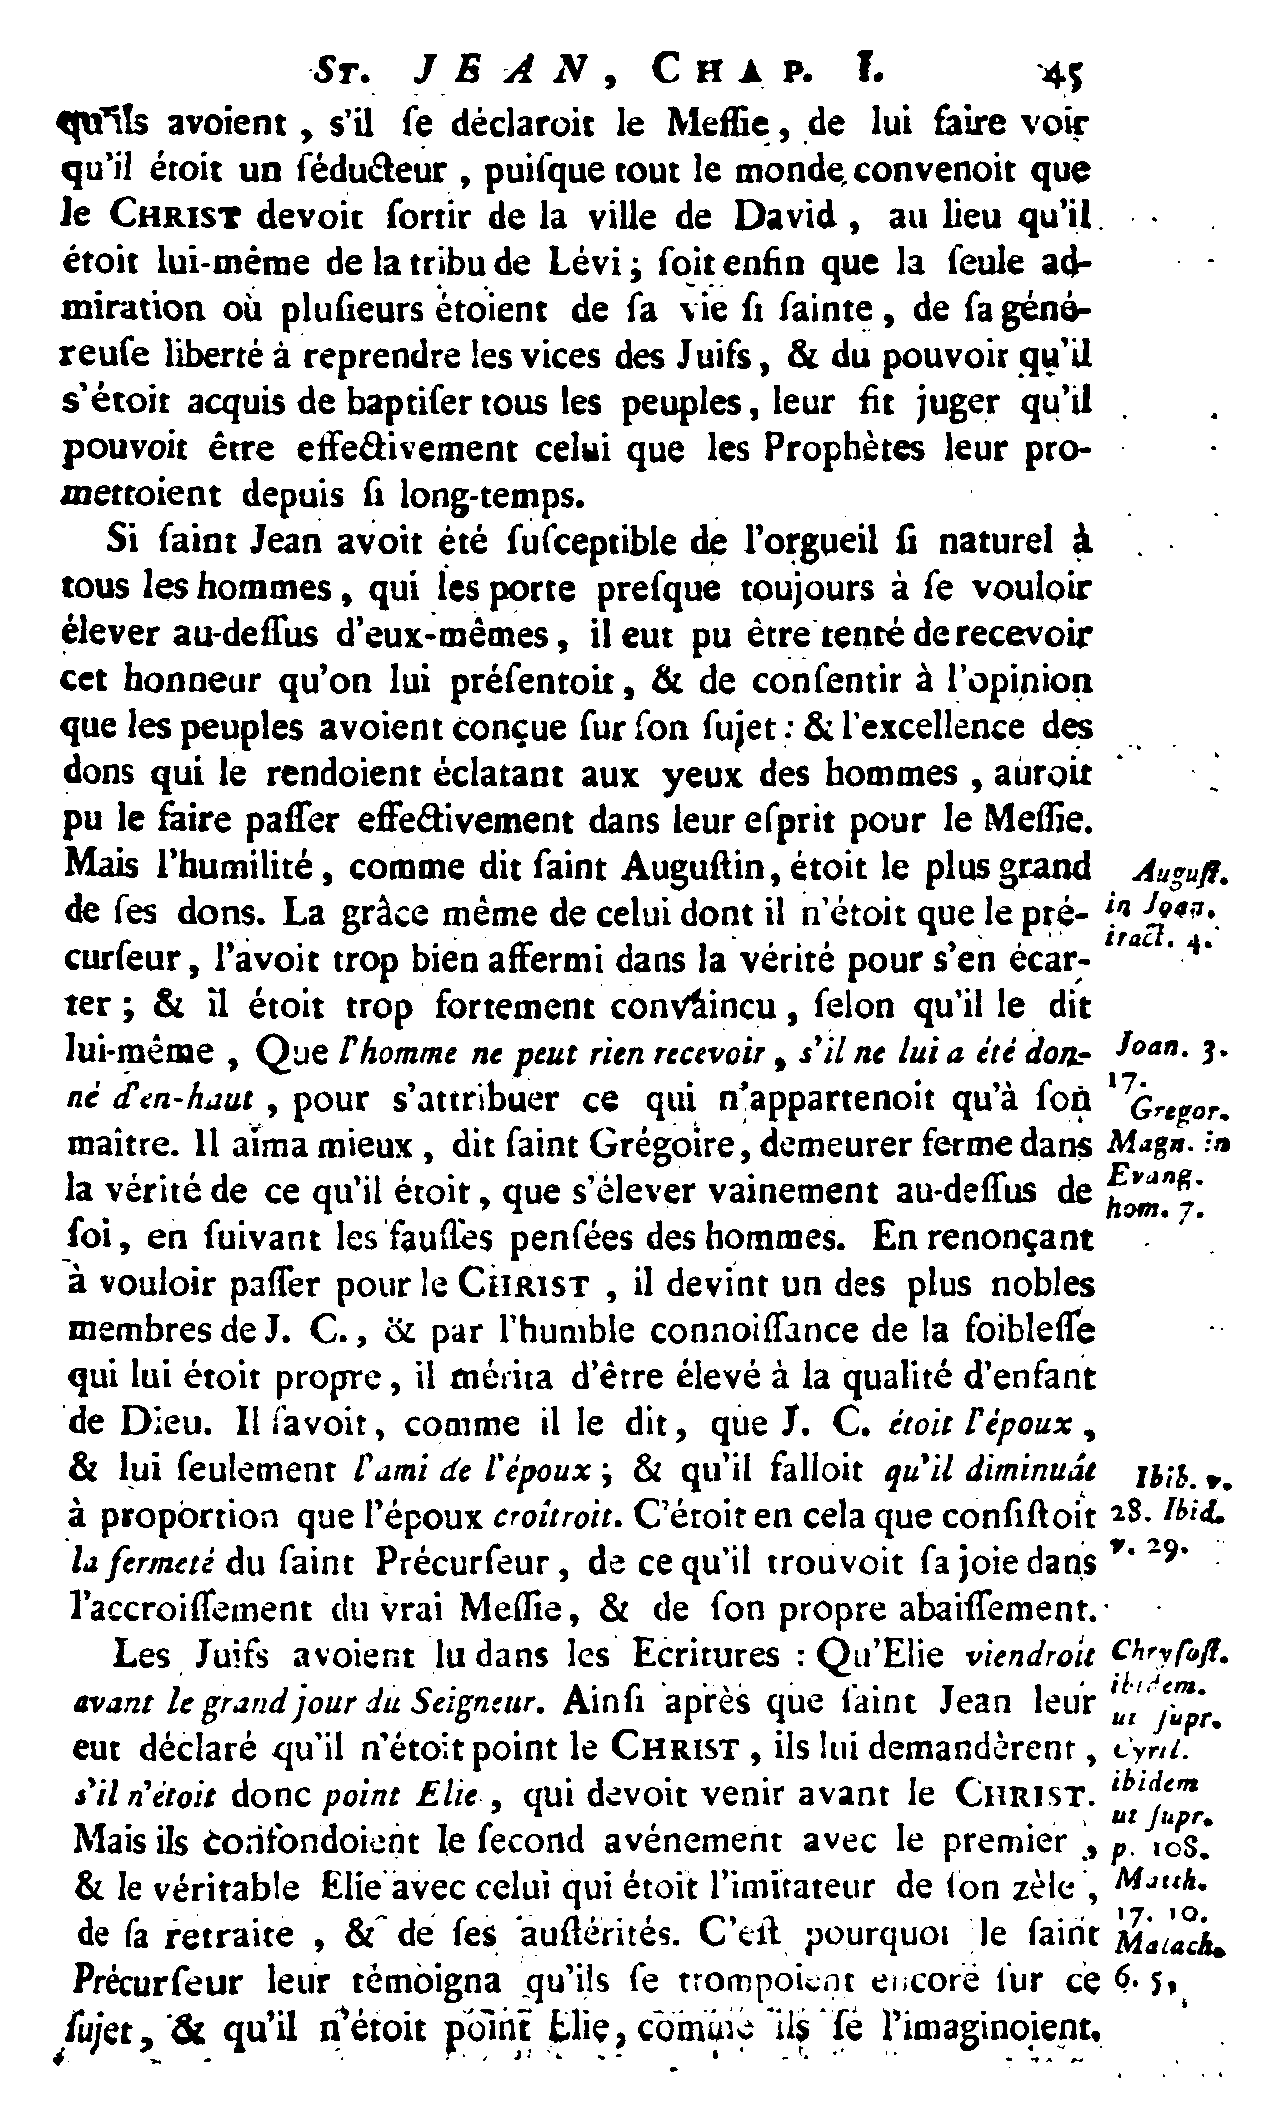 ST. JEAN, CHAP. I. 45
qu'ils avoient, s'il ſe déclaroit le Meſſie, de lui faire voir
qu'il étoit un ſéducteur, puiſque tout le monde convenoit que
le CHRIST devoit ſortir de la ville de David, au lieu qu'il
étoit lui-même de la tribu de Lévi; ſoit enfin que la ſeule ad-
miration où pluſieurs étoient de ſa vie ſi ſainte, de ſa géné-
reuſe liberté à reprendre les vices des Juifs, & du pouvoir qu'il
s'étoit acquis de baptiſer tous les peuples, leur fit juger qu'il
pouvoit être effectivement celui que les Prophètes leur pro-
mettoient depuis ſi long-temps.
Si ſaint Jean avoit été ſuſceptible de l'orgueil ſi naturel à
tous les hommes, qui les porte preſque toujours à ſe vouloir
élever au-deſſus d'eux-mêmes, il eut pu être tenté de recevoir
cet honneur qu'on lui préſentoit, & de conſentir à l'opinion
que les peuples avoient conçue ſur ſon ſujet: & l'excellence des
dons qui le rendoient éclatant aux yeux des hommes, auroit
pu le faire paſſer effectivement dans leur eſprit pour le Meſſie.
Mais l'humilité, comme dit ſaint Auguſtin, étoit le plus grand
de ſes dons. La grâce même de celui dont il n'étoit que le pré-
curſeur, l'avoit trop bien affermi dans la vérité pour s'en écar-
ter; & il étoit trop fortement convaincu, ſelon qu'il le dit
lui-même, Que l'homme ne peut rien recevoir, s'il ne lui a été don-
né d'en-haut, pour s'attribuer ce qui n'appartenoit qu'à ſon
maître. Il aima mieux, dit ſaint Grégoire, demeurer ferme dans
la vérité de ce qu'il étoit, que s'élever vainement au-deſſus de
ſoi, en ſuivant les fauſſes penſées des hommes. En renonçant
à vouloir paſſer pour le CHRIST, il devint un des plus nobles
membres de J. C., & par l'humble connoiſſance de la foibleſſe
qui lui étoit propre, il mérita d'être élevé à la qualité d'enfant
de Dieu. Il ſavoit, comme il le dit, que J. C. étoit l'époux,
& lui ſeulement l'ami de l'époux; & qu'il falloit qu'il diminuât
à proportion que l'époux croîtroit. C'étoit en cela que conſiſtoit
la fermeté du ſaint Précurſeur, de ce qu'il trouvoit ſa joie dans
l'accroiſſement du vrai Meſſie, & de ſon propre abaiſſement.
Les Juifs avoient lu dans les Ecritures: Qu'Elie viendroit
avant le grand jour du Seigneur. Ainſi après que ſaint Jean leur
eut déclaré qu'il n'étoit point le CHRIST, ils lui demandèrent,
s'il n'étoit donc point Elie, qui devoit venir avant le CHRIST.
Mais ils confondoient le ſecond avénement avec le premier,
& le véritable Elie avec celui qui étoit l'imitateur de ſon zèle,
de ſa retraite, & de ſes auſtérités. C'eſt pourquoi le ſaint
Précurſeur leur témoigna qu'ils ſe trompoient encore ſur ce
ſujet, & qu'il n'étoit point Elie, comme ils ſe l'imaginoient.
Auguſt.
in Joan.
tract. 4.
Joan. 3.
17.
Gregor.
Magn. in
Evang.
hom. 7.
Ibib. v.
28. Ibid.
v. 29.
Chryſoſt.
ibidem.
ut ſupr.
Cyril.
ibidem
ut ſupr.
p. 108.
Matth.
17. 10.
Malach.
6. 5,